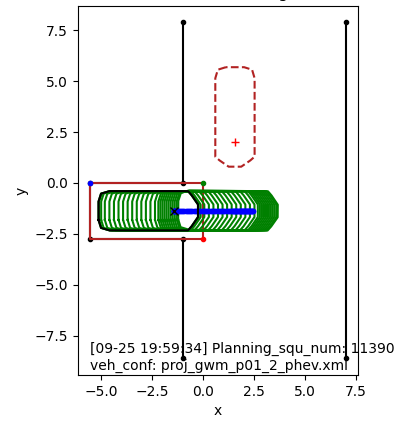 7.5
5.0
2.5
0.0
−2.5
−5.0
−7.5
y
[09-25 19:59:34] Planning_squ_num: 11390
veh_conf: proj_gwm_p01_2_phev.xml
−5.0 −2.5 0.0 2.5 5.0 7.5
x